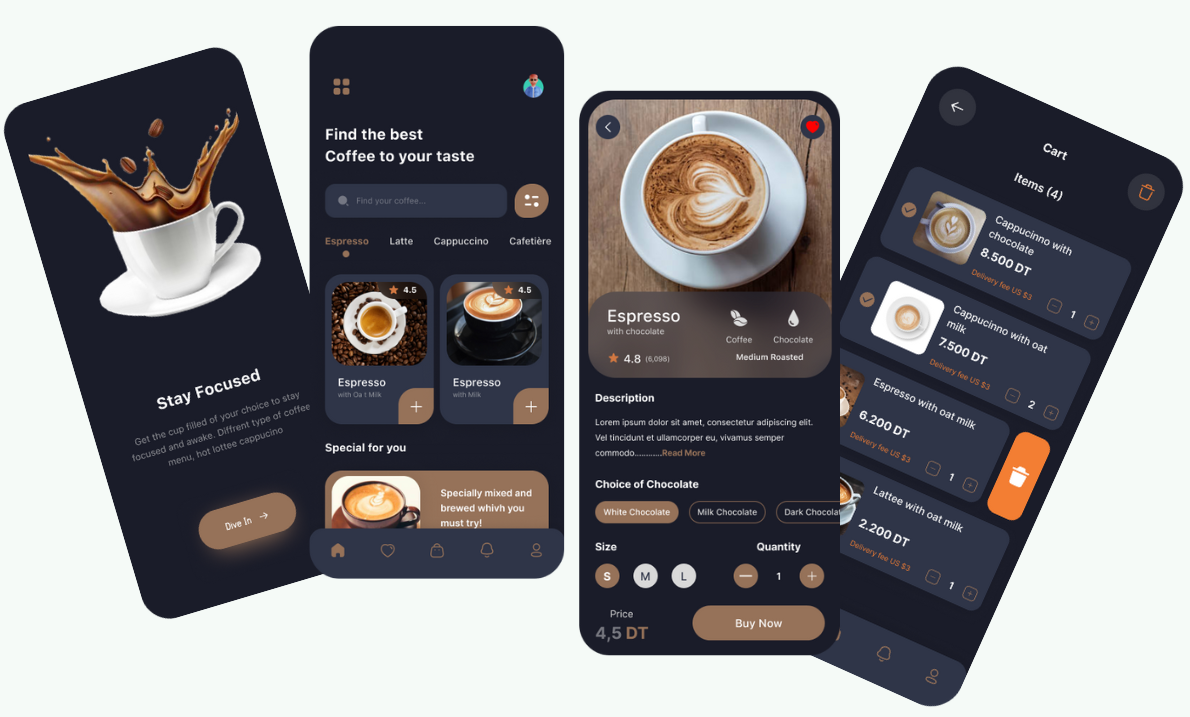 Stay Focused
Get the cup filled of your choice to stay
focused and awake. Diffrent type of coffee
menu, hot lottee cappucino
Dive In
Find the best
Coffee to your taste
Find your coffee...
Espresso Latte Cappuccino Cafetière
4.5
Espresso
with Oa t Milk
4.5
Espresso
with Milk
Special for you
Specially mixed and
brewed whivh you
must try!
Espresso
with chocolate
4.8 (6,098)
Coffee Chocolate
Medium Roasted
Description
Lorem ipsum dolor sit amet, consectetur adipiscing elit.
Vel tincidunt et ullamcorper eu, vivamus semper
commodo............Read More
Choice of Chocolate
White Chocolate Milk Chocolate Dark Chocolat
Size Quantity
S M L 1
Price
4,5 DT
Buy Now
Cart
Items (4)
Cappucinno with
chocolate
8.500 DT
Delivery fee US $3
1
Cappucinno with oat
milk
7.500 DT
Delivery fee US $3
2
Espresso with oat milk
6.200 DT
Delivery fee US $3
1
Lattee with oat milk
2.200 DT
Delivery fee US $3
1